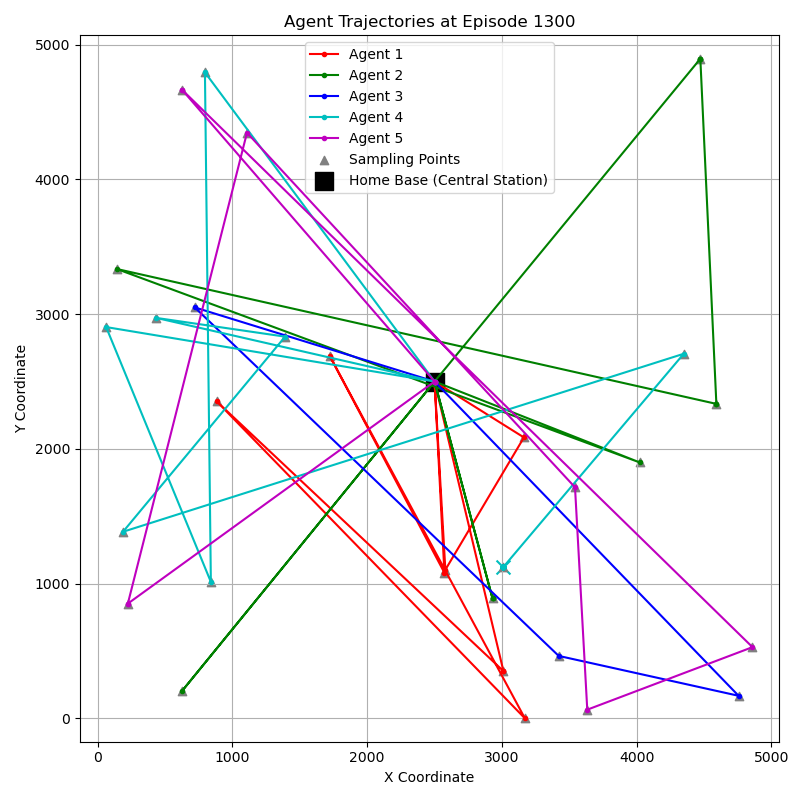 Agent Trajectories at Episode 1300
Agent 1
Agent 2
Agent 3
Agent 4
Agent 5
Sampling Points
Home Base (Central Station)
Y Coordinate
5000
4000
3000
2000
1000
0
0 1000 2000 3000 4000 5000
X Coordinate